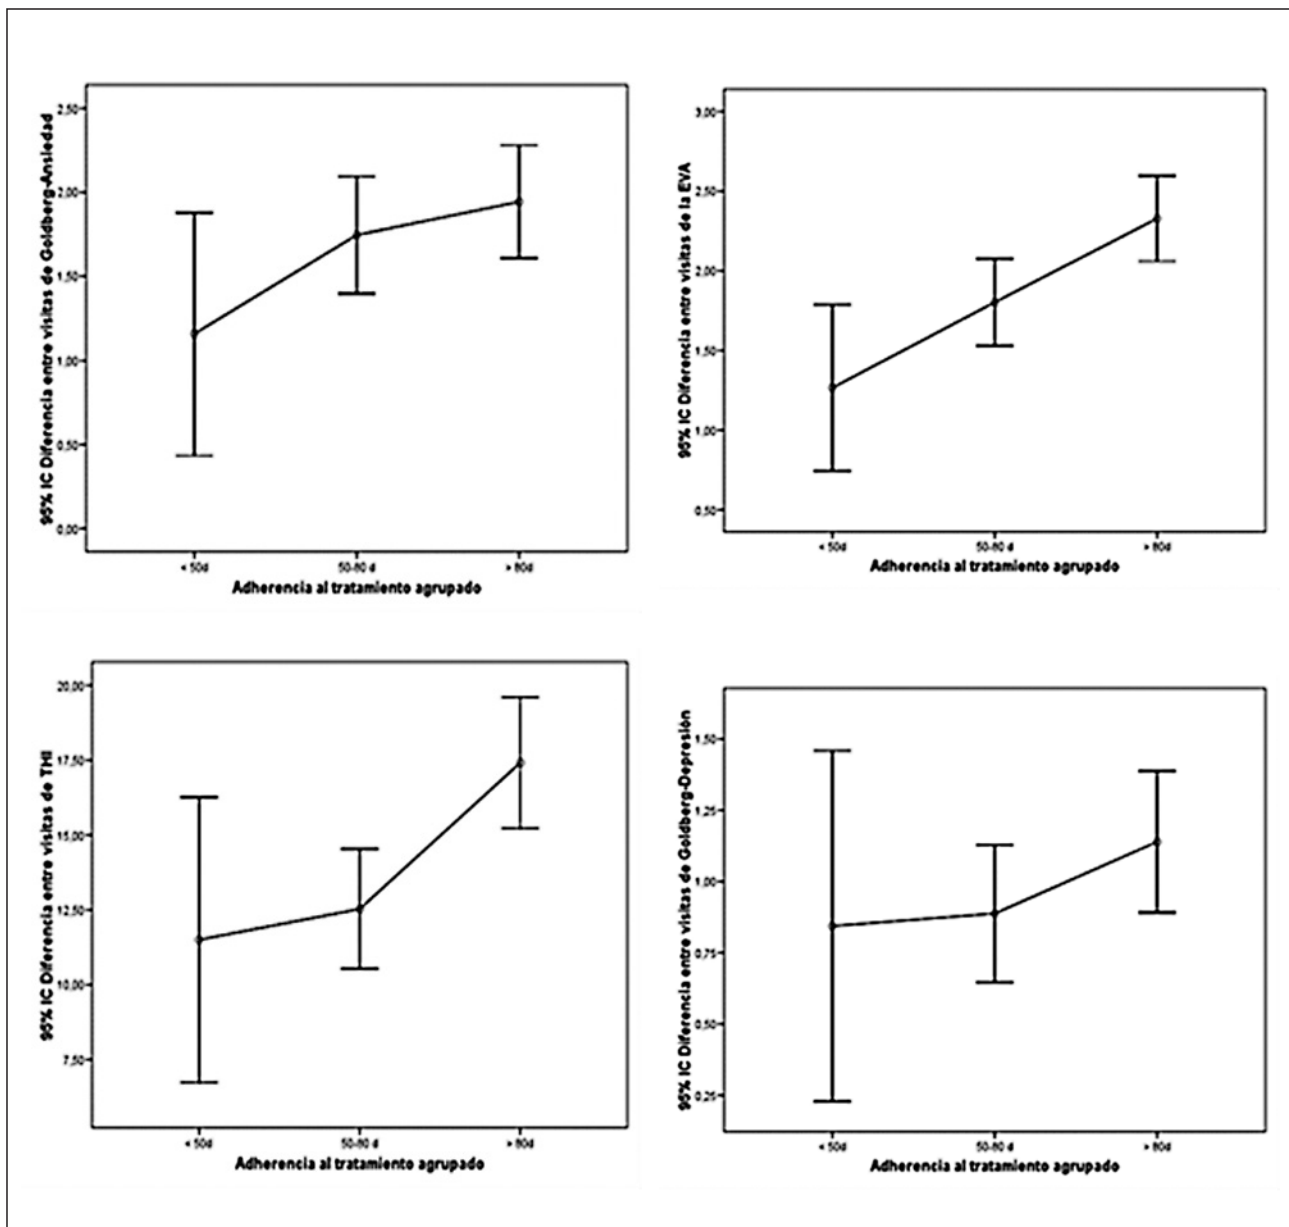 95% IC Diferencia entre visitas de Goldberg-Ansiedad
2,50
2,00
1,50
1,00
0,50
0,00
< 50d
50-80 d
> 80d
Adherencia al tratamiento agrupado
95% IC Diferencia entre visitas de la EVA
3,00
2,50
2,00
1,50
1,00
0,50
< 50d
50-80 d
> 80d
Adherencia al tratamiento agrupado
95% IC Diferencia entre visitas de THI
20,00
17,50
15,00
12,50
10,00
7,50
< 50d
50-80 d
> 80d
Adherencia al tratamiento agrupado
95% IC Diferencia entre visitas de Goldberg-Depresión
1,50
1,25
1,00
0,75
0,50
0,25
< 50d
50-80 d
> 80d
Adherencia al tratamiento agrupado